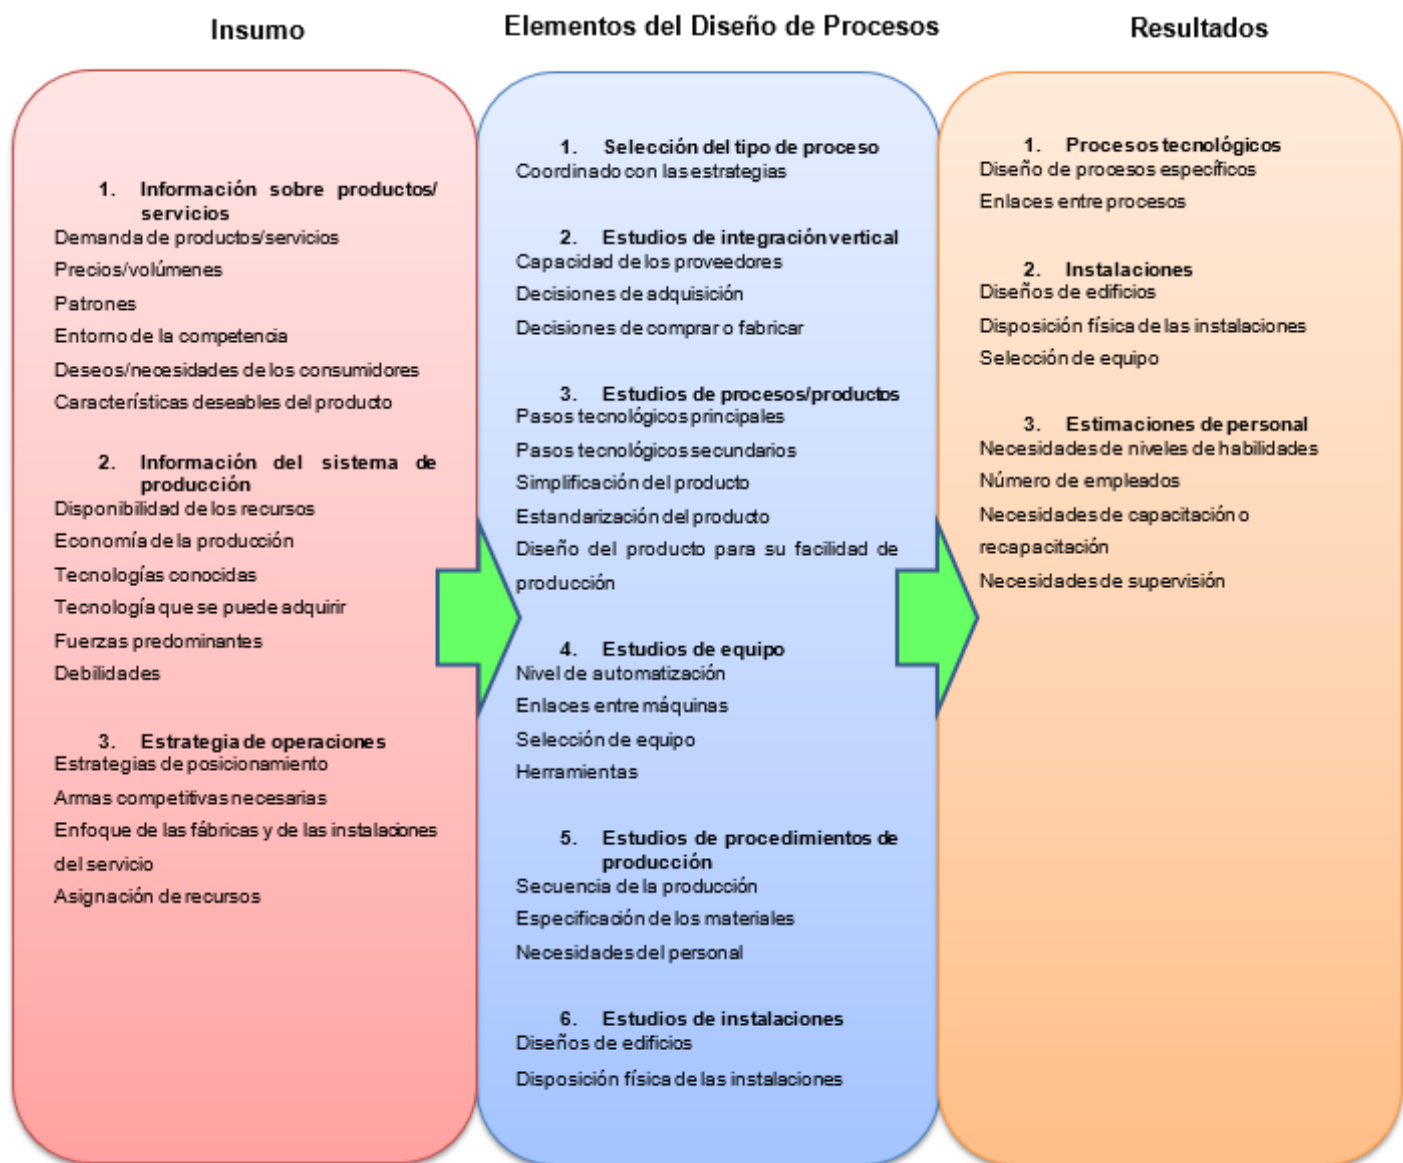 Insumo
Elementos del Diseño de Procesos
Resultados
1. Información sobre productos/
servicios
Demanda de productos/servicios
Precios/volúmenes
Patrones
Entorno de la competencia
Deseos/necesidades de los consumidores
Características deseables del producto
2. Información del sistema de
producción
Disponibilidad de los recursos
Economía de la producción
Tecnologías conocidas
Tecnología que se puede adquirir
Fuerzas predominantes
Debilidades
3. Estrategia de operaciones
Estrategias de posicionamiento
Armas competitivas necesarias
Enfoque de las fábricas y de las instalaciones
del servicio
Asignación de recursos
1. Selección del tipo de proceso
Coordinado con las estrategias
2. Estudios de integración vertical
Capacidad de los proveedores
Decisiones de adquisición
Decisiones de comprar o fabricar
3. Estudios de procesos/productos
Pasos tecnológicos principales
Pasos tecnológicos secundarios
Simplificación del producto
Estandarización del producto
Diseño del producto para su facilidad de
producción
4. Estudios de equipo
Nivel de automatización
Enlaces entre máquinas
Selección de equipo
Herramientas
5. Estudios de procedimientos de
producción
Secuencia de la producción
Especificación de los materiales
Necesidades del personal
6. Estudios de instalaciones
Diseños de edificios
Disposición física de las instalaciones
1. Procesos tecnológicos
Diseño de procesos específicos
Enlaces entre procesos
2. Instalaciones
Diseños de edificios
Disposición física de las instalaciones
Selección de equipo
3. Estimaciones de personal
Necesidades de niveles de habilidades
Número de empleados
Necesidades de capacitación o
recapacitación
Necesidades de supervisión